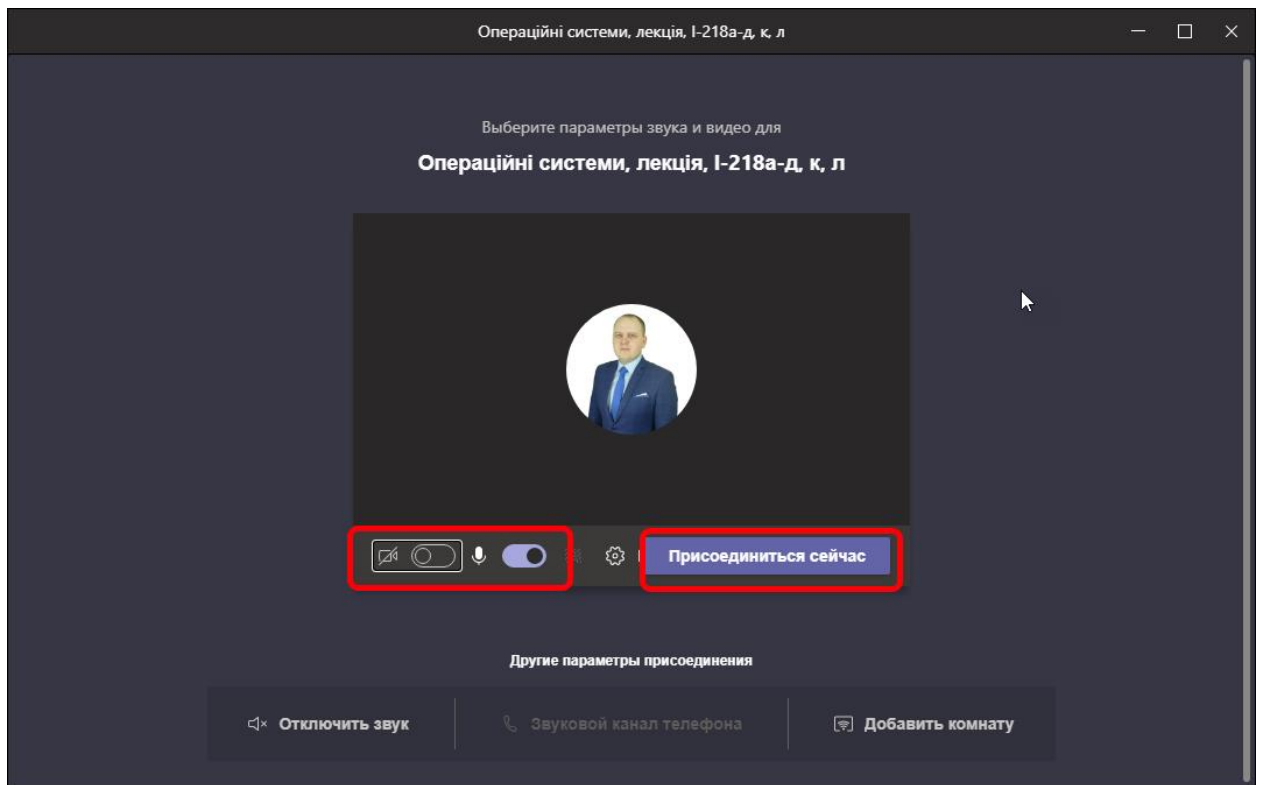 Операційні системи, лекція, І-218а-д, к, л
Выберите параметры звука и видео для
Операційні системи, лекція, І-218а-д, к, л
Присоединиться сейчас
Другие параметры присоединения
Отключить звук
Звуковой канал телефона
Добавить комнату